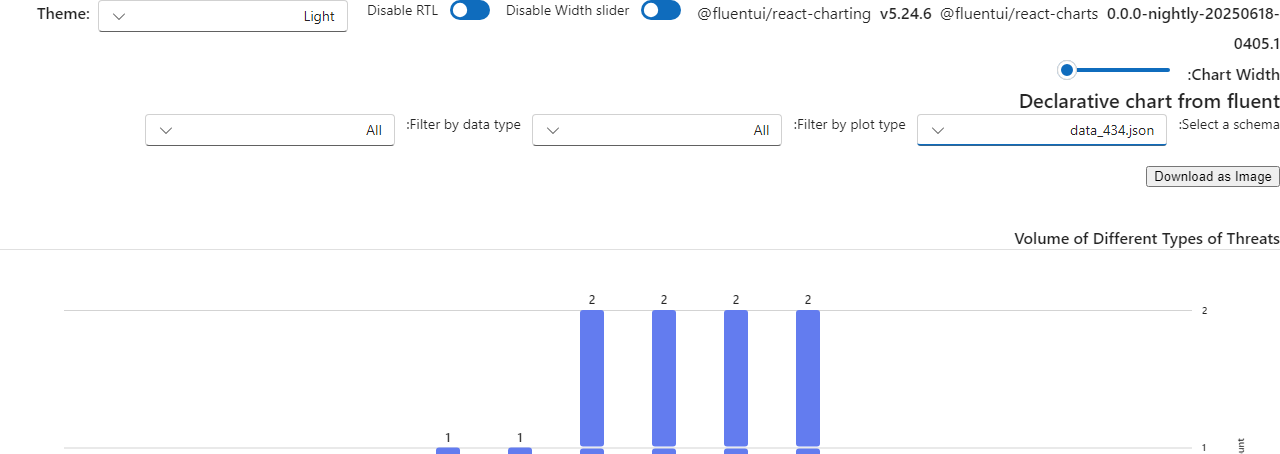 Theme: Light Disable RTL Disable Width slider @fluentui/react-charting v5.24.6 @fluentui/react-charts 0.0.0-nightly-20250618-
0405.1
:Chart Width
Declarative chart from fluent
:Select a schema data_434.json :Filter by plot type All :Filter by data type All
Download as Image
Volume of Different Types of Threats
2 2 2 2
2
1 1
1